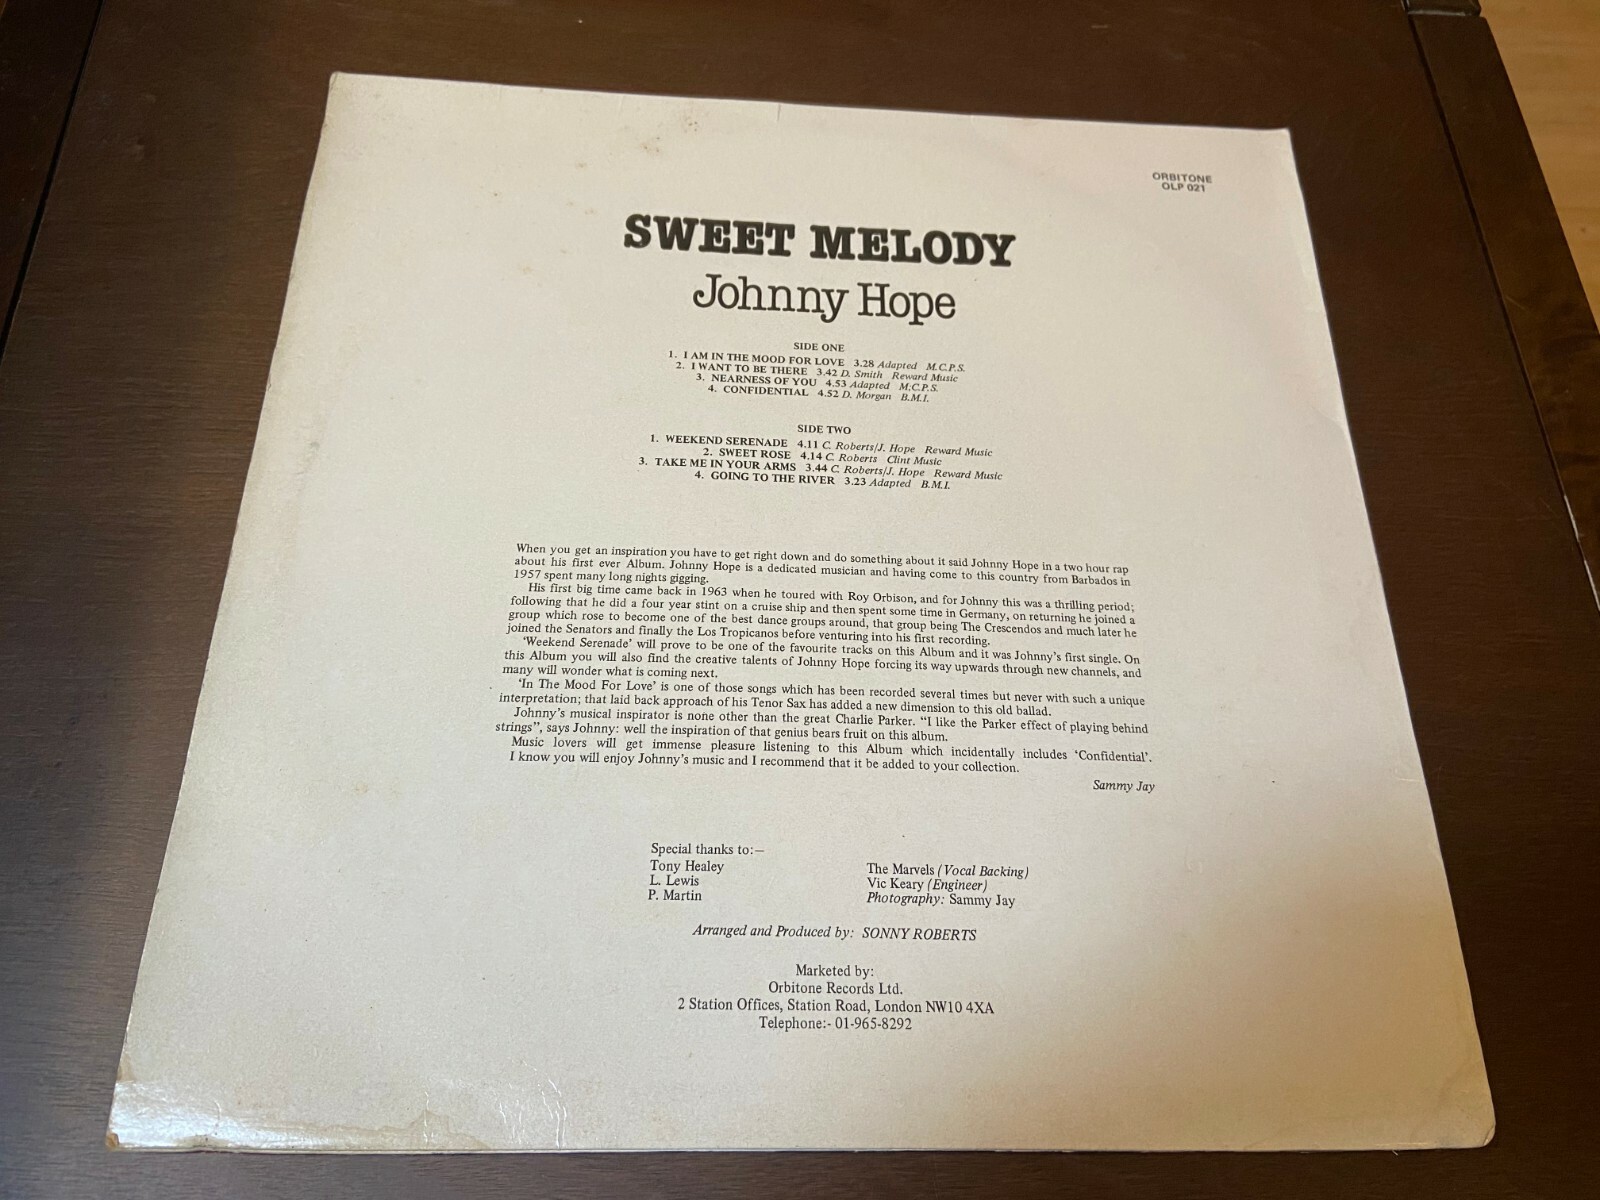 ORBITONE
OLP 021
SWEET MELODY
Johnny Hope
SIDE ONE
1. I AM IN THE MOOD FOR LOVE 3.28 Adapted M.C.P.S.
2. I WANT TO BE THERE 3.42 D. Smith Reward Music
3. NEARNESS OF YOU 4.53 Adapted M.C.P.S.
4. CONFIDENTIAL 4.52 D. Morgan B.M.I.
SIDE TWO
1. WEEKEND SERENADE 4.11 C. Roberts/J. Hope Reward Music
2. SWEET ROSE 4.14 C. Roberts Clint Music
3. TAKE ME IN YOUR ARMS 3.44 C. Roberts/J. Hope Reward Music
4. GOING TO THE RIVER 3.23 Adapted B.M.I.
When you get an inspiration you have to get right down and do something about it said Johnny Hope in a two hour rap
about his first ever Album. Johnny Hope is a dedicated musician and having come to this country from Barbados in
1957 spent many long nights gigging.
His first big time came back in 1963 when he toured with Roy Orbison, and for Johnny this was a thrilling period;
following that he did a four year stint on a cruise ship and then spent some time in Germany, on returning he joined a
group which rose to become one of the best dance groups around, that group being The Crescendos and much later he
joined the Senators and finally the Los Tropicanos before venturing into his first recording.
'Weekend Serenade' will prove to be one of the favourite tracks on this Album and it was Johnny's first single. On
this Album you will also find the creative talents of Johnny Hope forcing its way upwards through new channels, and
many will wonder what is coming next.
'In The Mood For Love' is one of those songs which has been recorded several times but never with such a unique
interpretation; that laid back approach of his Tenor Sax has added a new dimension to this old ballad.
Johnny's musical inspirator is none other than the great Charlie Parker. "I like the Parker effect of playing behind
strings", says Johnny: well the inspiration of that genius bears fruit on this album.
Music lovers will get immense pleasure listening to this Album which incidentally includes 'Confidential'.
I know you will enjoy Johnny's music and I recommend that it be added to your collection.
Sammy Jay
Special thanks to:—
Tony Healey
L. Lewis
P. Martin
The Marvels (Vocal Backing)
Vic Keary (Engineer)
Photography: Sammy Jay
Arranged and Produced by: SONNY ROBERTS
Marketed by:
Orbitone Records Ltd.
2 Station Offices, Station Road, London NW10 4XA
Telephone:- 01-965-8292